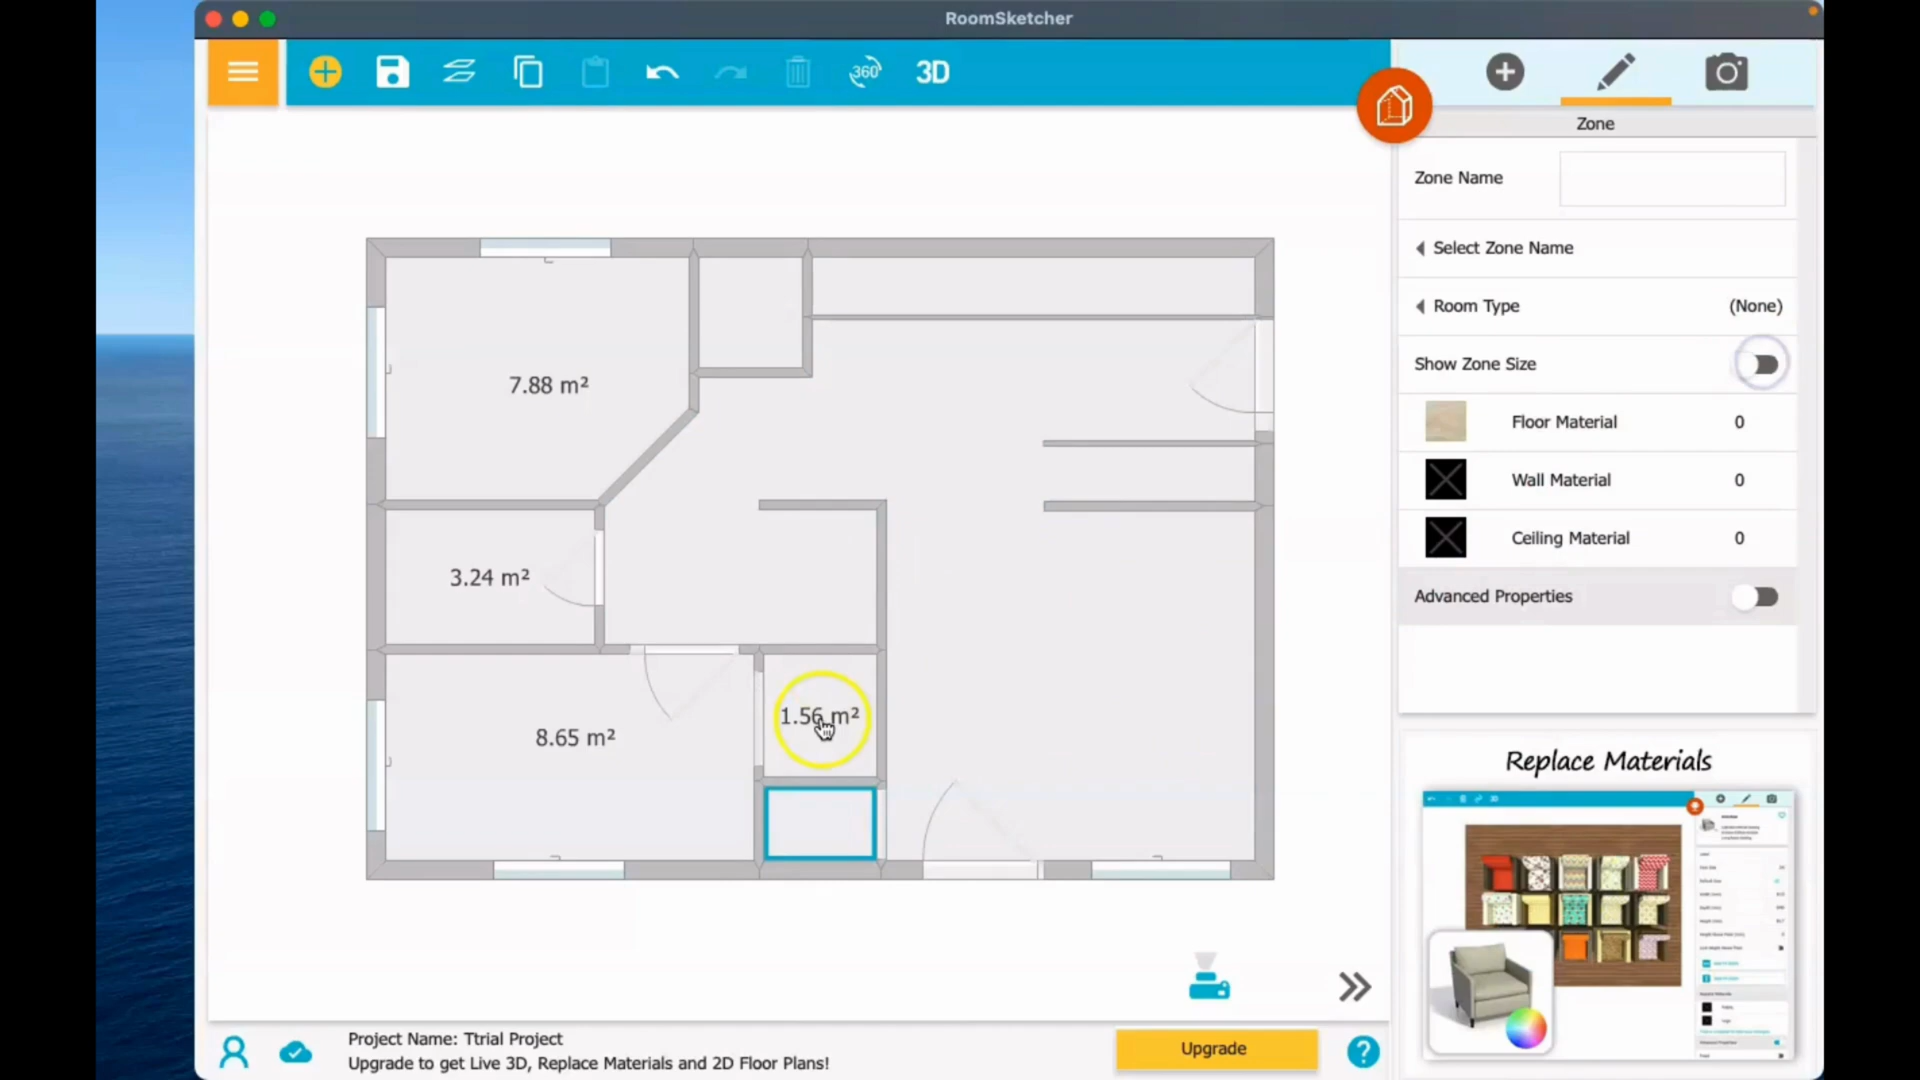 RoomSketcher
360
3D
Zone
Zone Name
Select Zone Name
Room Type (None)
Show Zone Size
Floor Material 0
Wall Material 0
Ceiling Material 0
Advanced Properties
7.88 m²
3.24 m²
8.65 m²
1.56 m²
Replace Materials
Project Name: Ttrial Project
Upgrade to get Live 3D, Replace Materials and 2D Floor Plans!
Upgrade
?